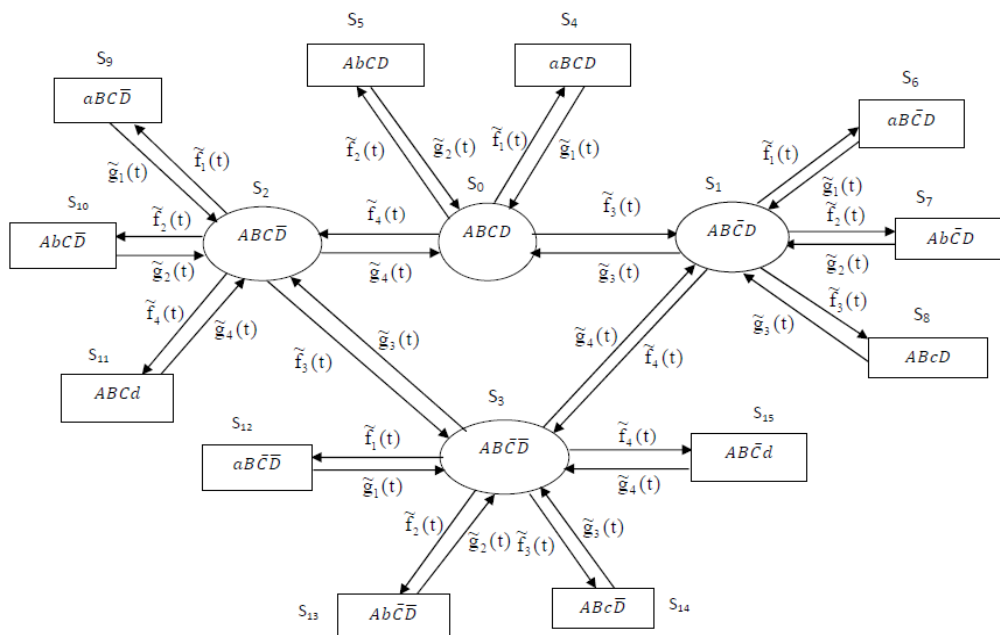 S₅
S₄
AbCD
aBCD
S₉
aBCD̅
S₆
aBC̅D
f̃₁(t)
g̃₁(t)
f̃₂(t)
g̃₂(t)
f̃₁(t)
g̃₁(t)
f̃₁(t)
g̃₁(t)
S₁₀
AbCD̅
f̃₂(t)
g̃₂(t)
S₂
ABCD̅
f̃₄(t)
g̃₄(t)
S₀
ABCD
f̃₃(t)
g̃₃(t)
S₁
ABC̅D
f̃₂(t)
g̃₂(t)
S₇
AbC̅D
f̃₄(t)
g̃₄(t)
f̃₃(t)
g̃₃(t)
S₈
ABcD
S₁₁
ABCd
g̃₃(t)
f̃₃(t)
g̃₄(t)
f̃₄(t)
S₃
ABC̅D̅
S₁₂
aBC̅D̅
f̃₁(t)
g̃₁(t)
f̃₄(t)
g̃₄(t)
S₁₅
ABC̅d
f̃₂(t)
g̃₂(t)
f̃₃(t)
g̃₃(t)
S₁₃
AbC̅D̅
ABcD̅
S₁₄